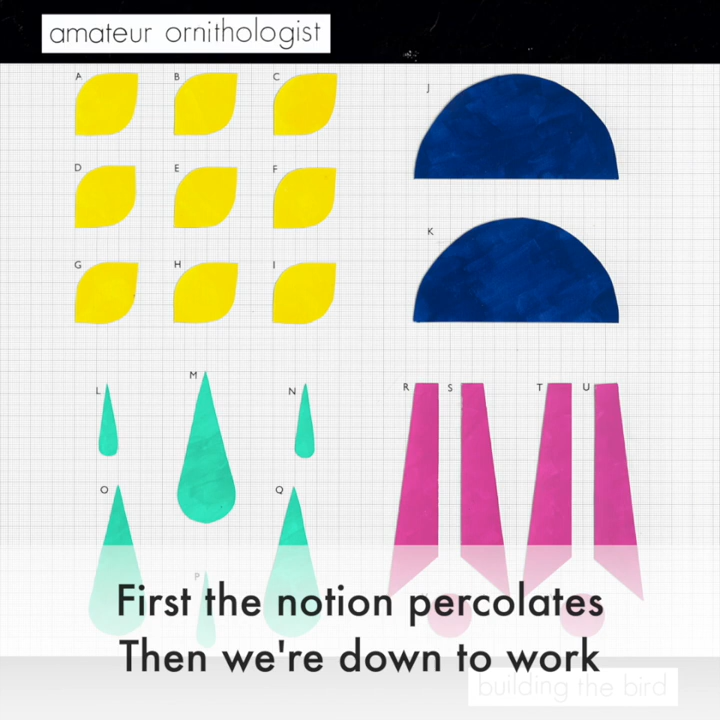 amateur ornithologist
A B C J
D E F
K
G H I
M
L N R S T U
O Q
P
First the notion percolates
Then we're down to work
building the bird